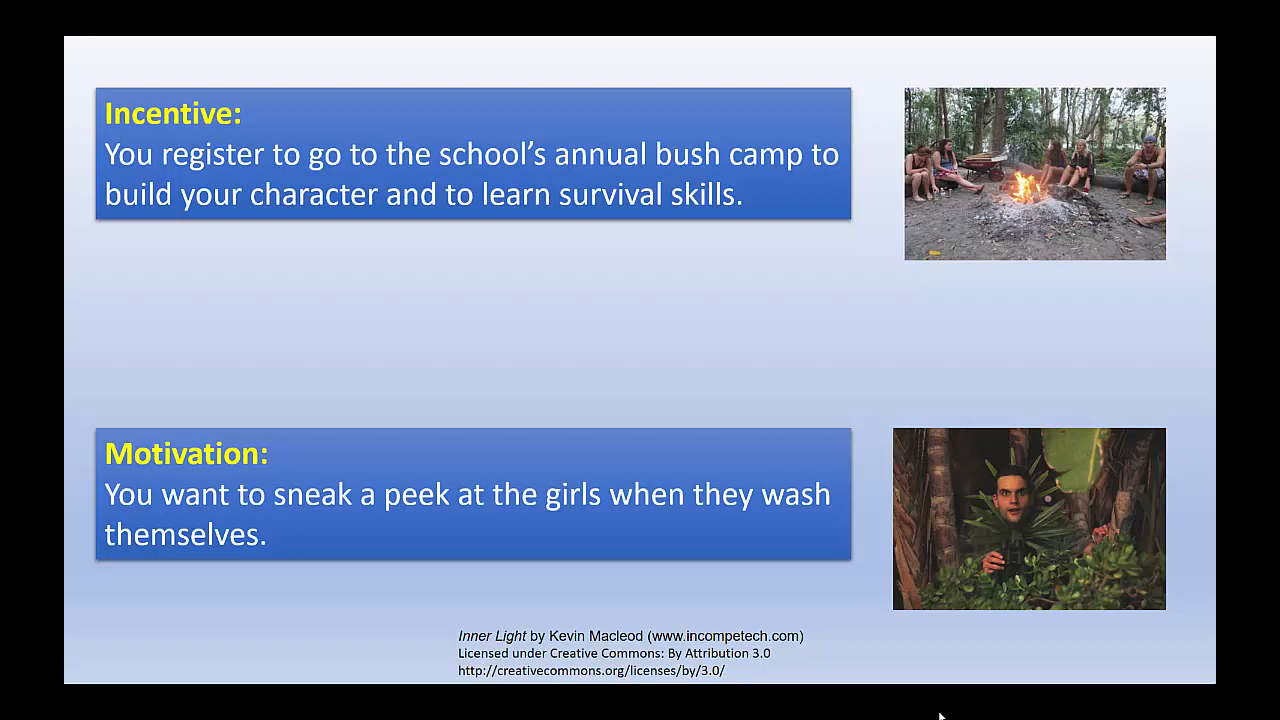 Incentive:
You register to go to the school’s annual bush camp to
build your character and to learn survival skills.
Motivation:
You want to sneak a peek at the girls when they wash
themselves.
Inner Light by Kevin Macleod (www.incompetech.com)
Licensed under Creative Commons: By Attribution 3.0
http://creativecommons.org/licenses/by/3.0/